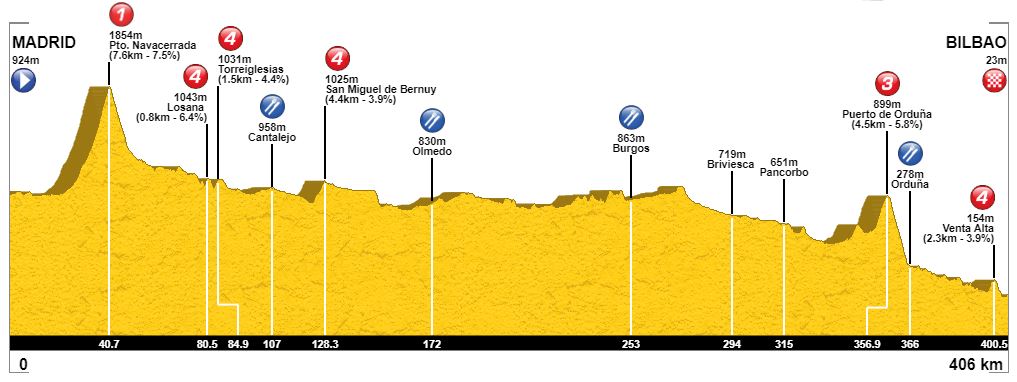 MADRID
924m
1
1854m
Pto. Navacerrada
(7.6km - 7.5%)
4
1043m
Losana
(0.8km - 6.4%)
4
1031m
Torreiglesias
(1.5km - 4.4%)
958m
Cantalejo
4
1025m
San Miguel de Bernuy
(4.4km - 3.9%)
830m
Olmedo
863m
Burgos
719m
Briviesca
651m
Pancorbo
3
899m
Puerto de Orduña
(4.5km - 5.8%)
278m
Orduña
4
154m
Venta Alta
(2.3km - 3.9%)
BILBAO
23m
40.7 80.5 84.9 107 128.3 172 253 294 315 356.9 366 400.5
0 406 km